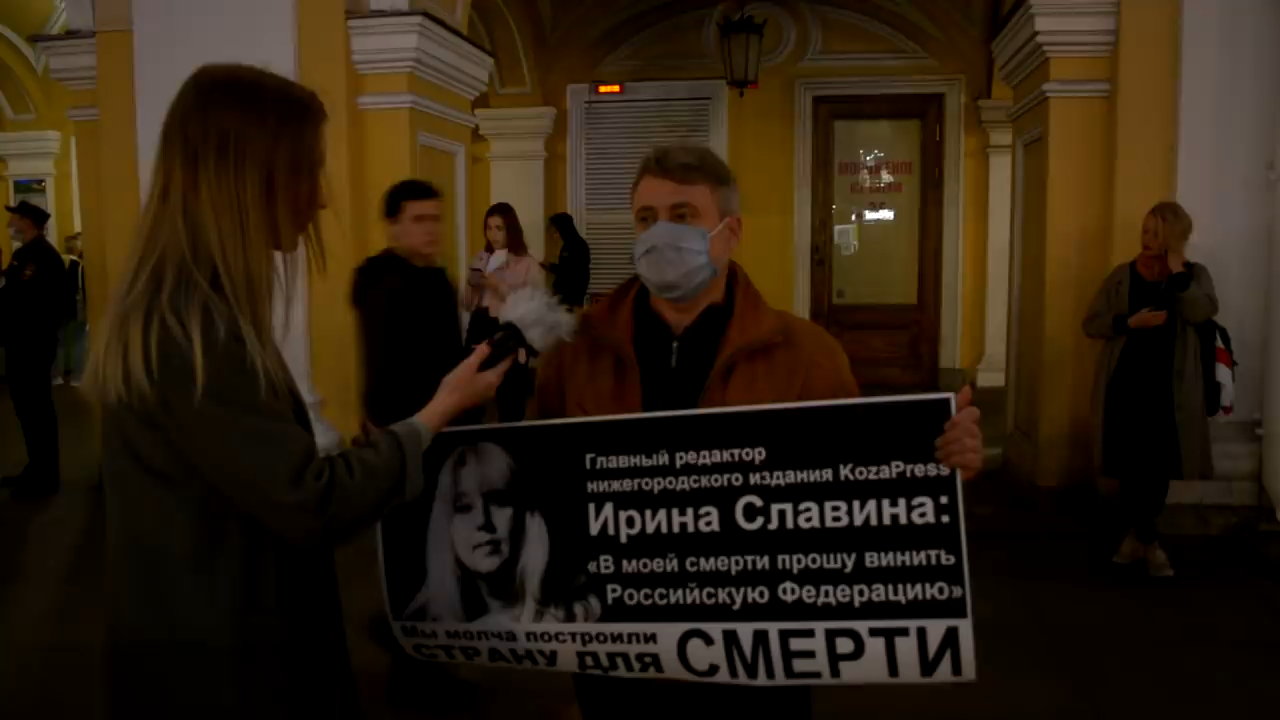 МОРОЖЕНОЕ
Главный редактор
нижегородского издания KozaPress
Ирина Славина:
«В моей смерти прошу винить
Российскую Федерацию»
Мы молча построили
СТРАНУ ДЛЯ СМЕРТИ